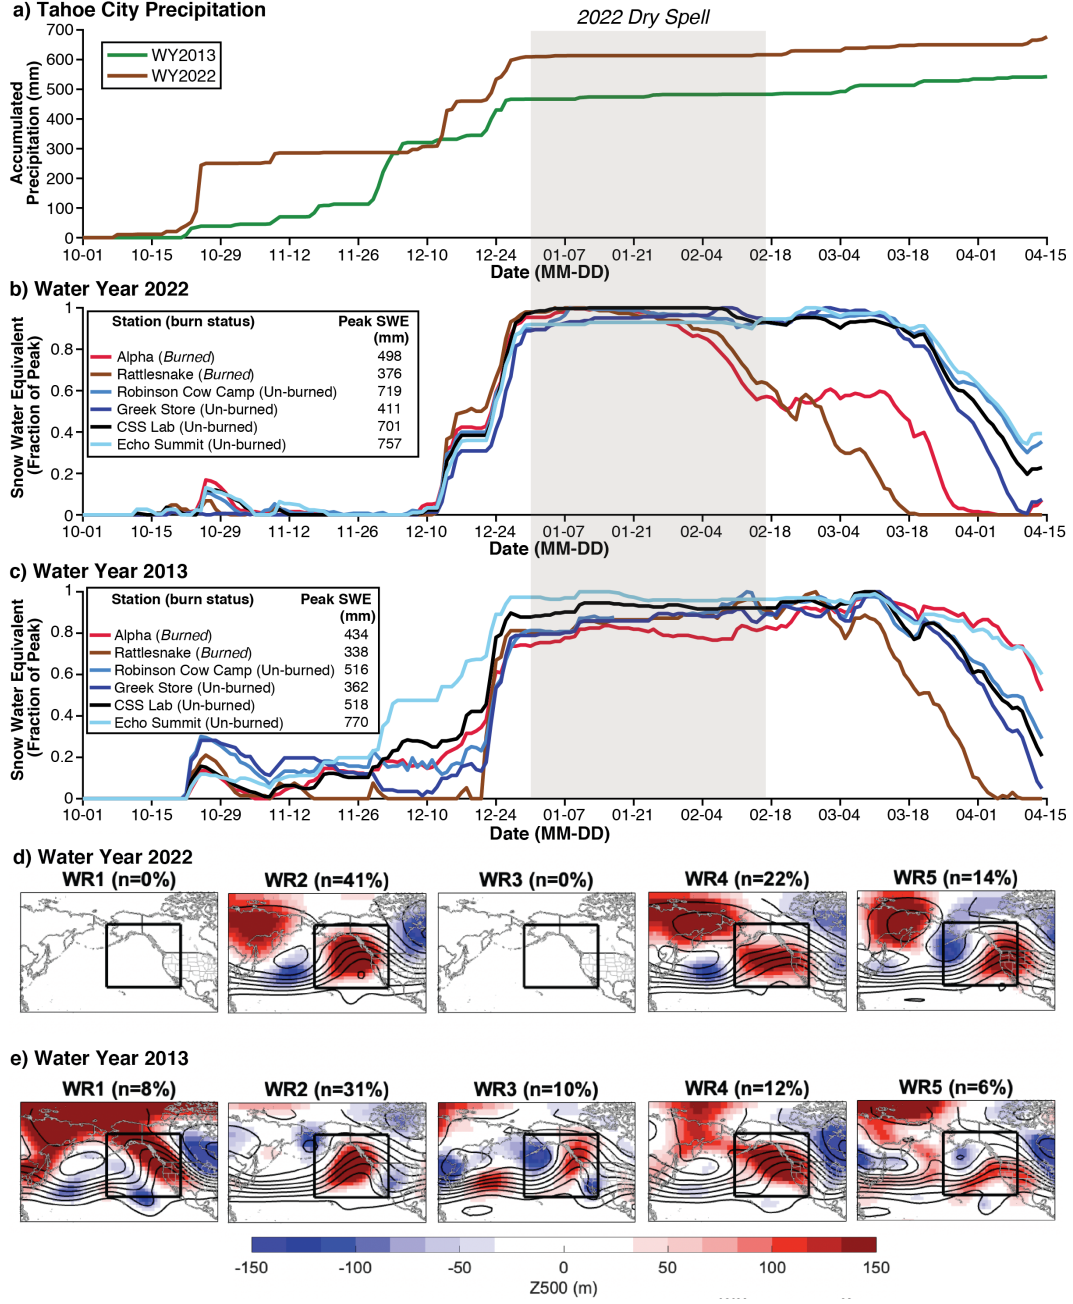 a) Tahoe City Precipitation
2022 Dry Spell
Accumulated
Precipitation (mm)
700
600
500
400
300
200
100
0
WY2013
WY2022
10-01 10-15 10-29 11-12 11-26 12-10 12-24 01-07 01-21 02-04 02-18 03-04 03-18 04-01 04-15
Date (MM-DD)
b) Water Year 2022
Snow Water Equivalent
(Fraction of Peak)
1
0.8
0.6
0.4
0.2
0
Station (burn status) Peak SWE
(mm)
Alpha (Burned) 498
Rattlesnake (Burned) 376
Robinson Cow Camp (Un-burned) 719
Greek Store (Un-burned) 411
CSS Lab (Un-burned) 701
Echo Summit (Un-burned) 757
10-01 10-15 10-29 11-12 11-26 12-10 12-24 01-07 01-21 02-04 02-18 03-04 03-18 04-01 04-15
Date (MM-DD)
c) Water Year 2013
Snow Water Equivalent
(Fraction of Peak)
1
0.8
0.6
0.4
0.2
0
Station (burn status) Peak SWE
(mm)
Alpha (Burned) 434
Rattlesnake (Burned) 338
Robinson Cow Camp (Un-burned) 516
Greek Store (Un-burned) 362
CSS Lab (Un-burned) 518
Echo Summit (Un-burned) 770
10-01 10-15 10-29 11-12 11-26 12-10 12-24 01-07 01-21 02-04 02-18 03-04 03-18 04-01 04-15
Date (MM-DD)
d) Water Year 2022
WR1 (n=0%) WR2 (n=41%) WR3 (n=0%) WR4 (n=22%) WR5 (n=14%)
e) Water Year 2013
WR1 (n=8%) WR2 (n=31%) WR3 (n=10%) WR4 (n=12%) WR5 (n=6%)
-150 -100 -50 0 50 100 150
Z500 (m)